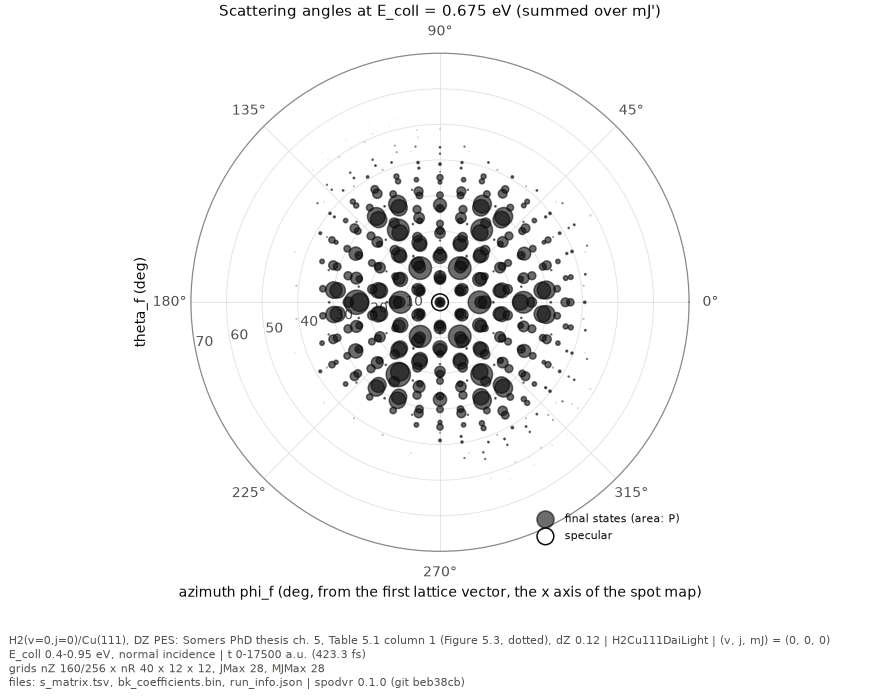 Scattering angles at E_coll = 0.675 eV (summed over mJ')
90°
135°
45°
theta_f (deg)
180°
0°
10
20
30
40
50
60
70
225°
315°
final states (area: P)
specular
270°
azimuth phi_f (deg, from the first lattice vector, the x axis of the spot map)
H2(v=0,j=0)/Cu(111), DZ PES: Somers PhD thesis ch. 5, Table 5.1 column 1 (Figure 5.3, dotted), dZ 0.12 | H2Cu111DaiLight | (v, j, mJ) = (0, 0, 0)
E_coll 0.4-0.95 eV, normal incidence | t 0-17500 a.u. (423.3 fs)
grids nZ 160/256 x nR 40 x 12 x 12, JMax 28, MJMax 28
files: s_matrix.tsv, bk_coefficients.bin, run_info.json | spodvr 0.1.0 (git beb38cb)